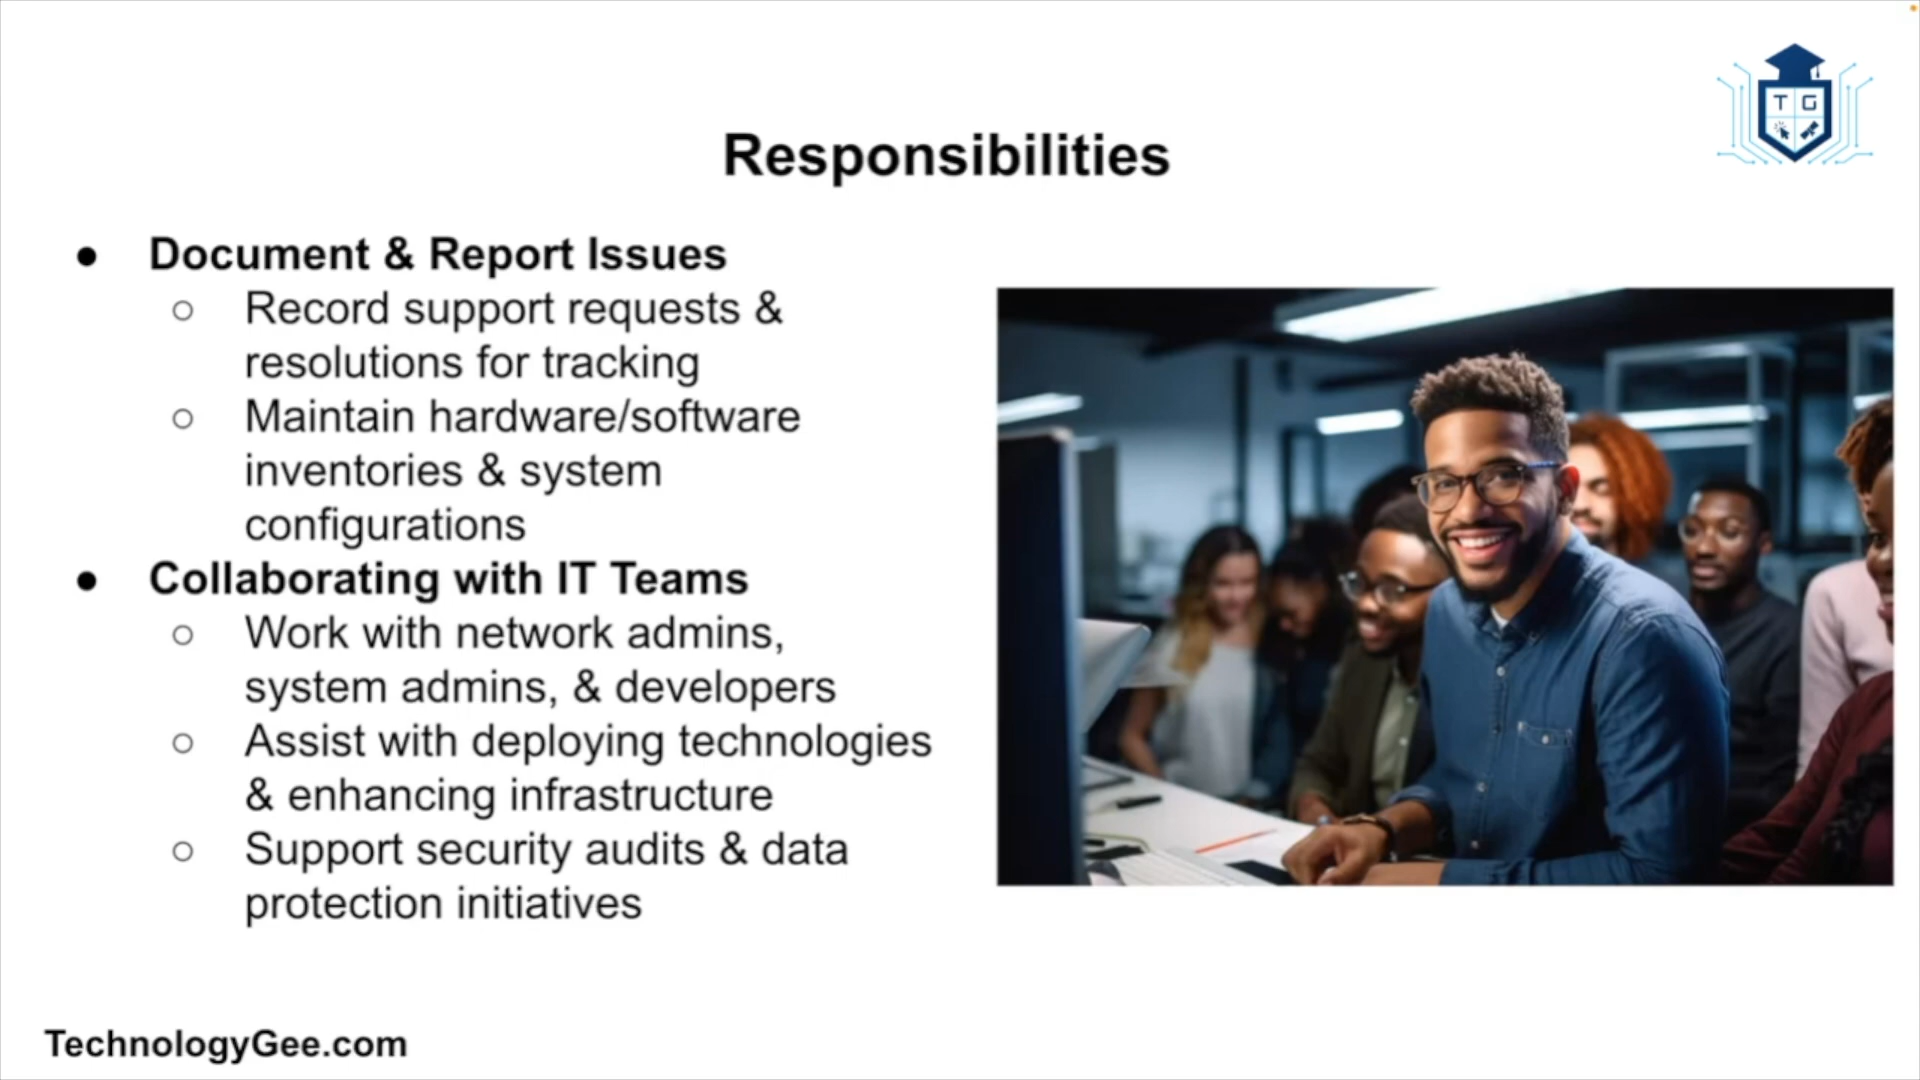 T G
Responsibilities
● Document & Report Issues
○ Record support requests &
resolutions for tracking
○ Maintain hardware/software
inventories & system
configurations
● Collaborating with IT Teams
○ Work with network admins,
system admins, & developers
○ Assist with deploying technologies
& enhancing infrastructure
○ Support security audits & data
protection initiatives
TechnologyGee.com